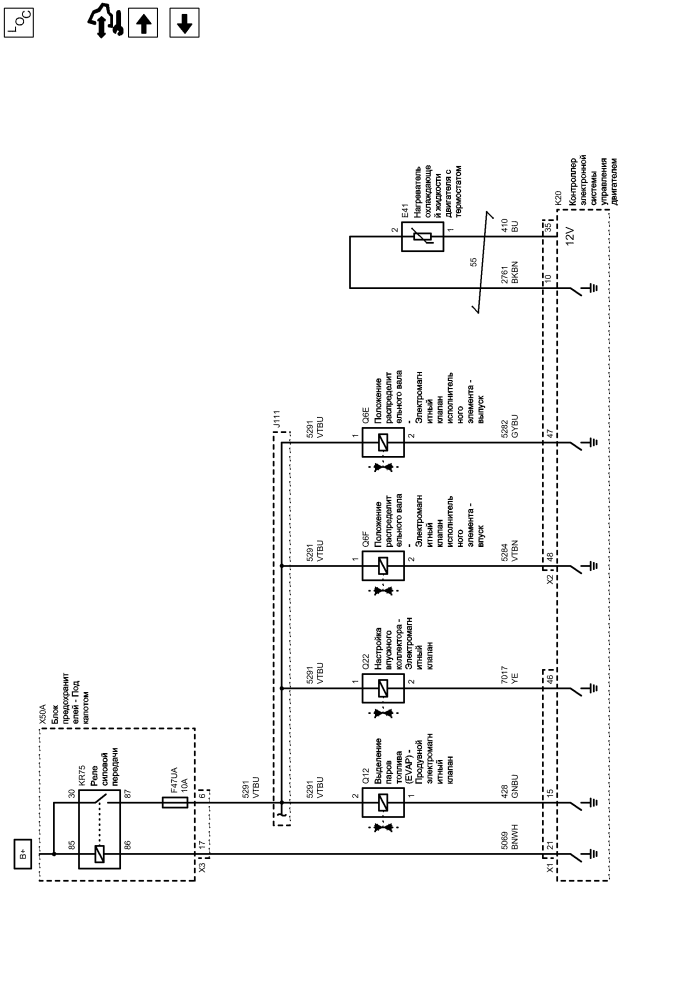 LOC
B+
X50A
Блок
предохранит
елей - Под
капотом
KR75
Реле
силовой
передачи
30
87
85
86
F47UA
10A
6
17
X3
5291
VTBU
J111
5291
VTBU
5291
VTBU
5291
VTBU
5291
VTBU
2
Q12
1
Выделение
паров
топлива
(EVAP) -
Продувной
электромагн
итный
клапан
1
Q22
2
Настройка
впускного
коллектора -
Электромагн
итный
клапан
1
Q6F
2
Положение
распределит
ельного вала
-
Электромагн
итный
клапан
исполнитель
ного
элемента -
впуск
1
Q6E
2
Положение
распределит
ельного вала
-
Электромагн
итный
клапан
исполнитель
ного
элемента -
выпуск
2
E41
1
Нагреватель
охлаждающе
й жидкости
двигателя с
термостатом
55
5069
BNWH
428
GNBU
7017
YE
5284
VTBN
5282
GYBU
2761
BKBN
410
BU
21
15
46
48
47
10
35
X1
X2
12V
K20
Контроллер
электронной
системы
управления
двигателем